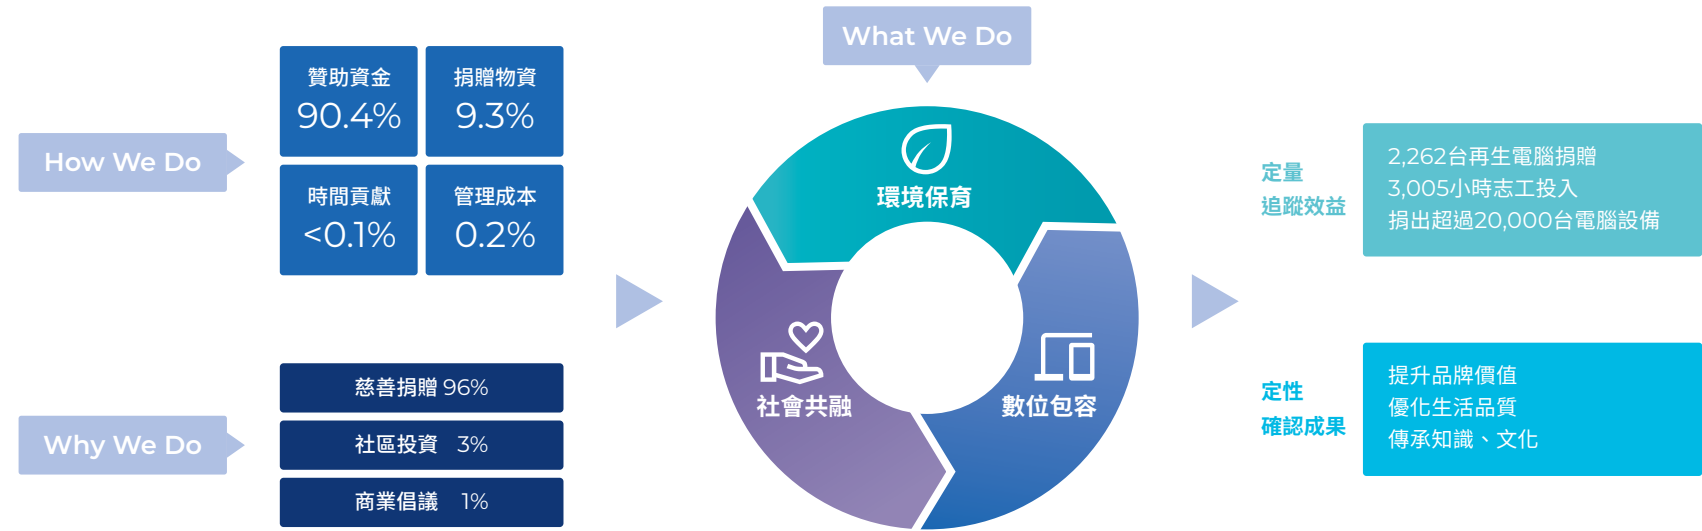 How We Do
贊助資金
90.4%
捐贈物資
9.3%
時間貢獻
<0.1%
管理成本
0.2%
Why We Do
慈善捐贈 96%
社區投資 3%
商業倡議 1%
What We Do
環境保育
社會共融
數位包容
定量
追蹤效益
2,262台再生電腦捐贈
3,005小時志工投入
捐出超過20,000台電腦設備
定性
確認成果
提升品牌價值
優化生活品質
傳承知識、文化